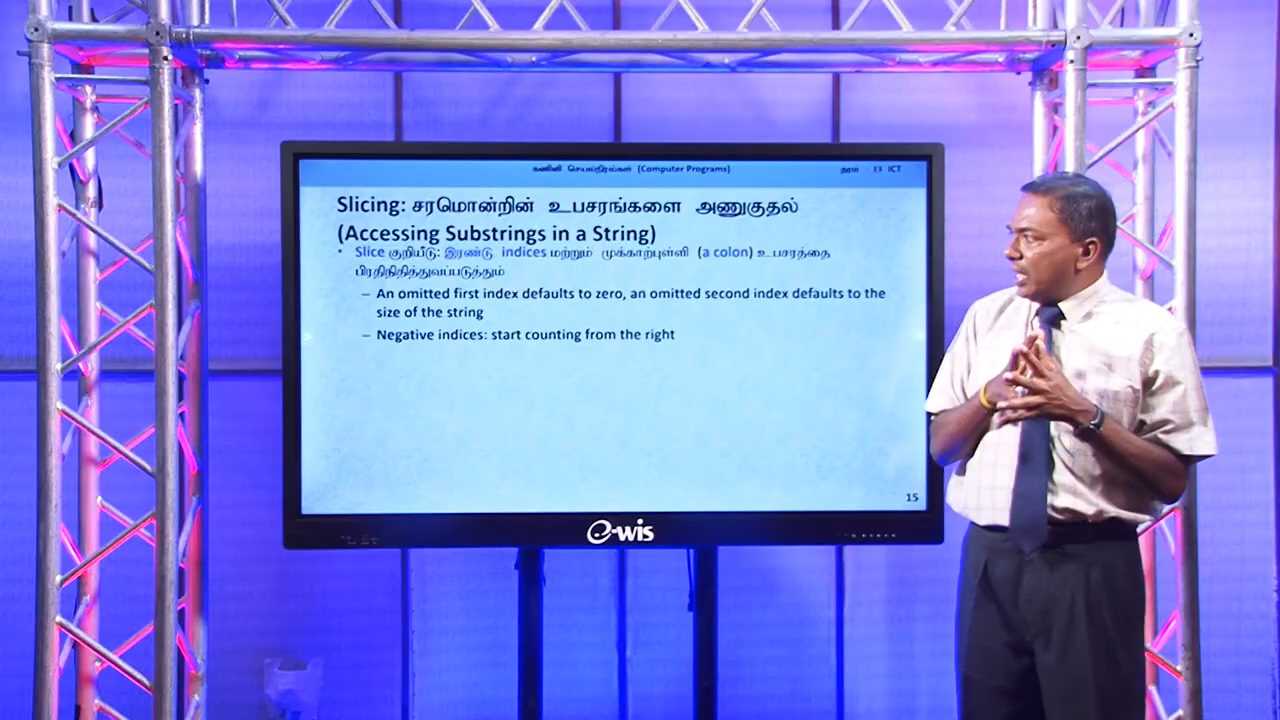 கணினி செயல்நிரல்கள் (Computer Programs)
தரம் - 13 ICT
Slicing: சரமொன்றின் உபசரங்களை அணுகுதல்
(Accessing Substrings in a String)
• Slice குறியீடு: இரண்டு indices மற்றும் முக்காற்புள்ளி (a colon) உபசரத்தை
பிரதிநிதித்துவப்படுத்தும்
– An omitted first index defaults to zero, an omitted second index defaults to the
size of the string
– Negative indices: start counting from the right
15
e-wis